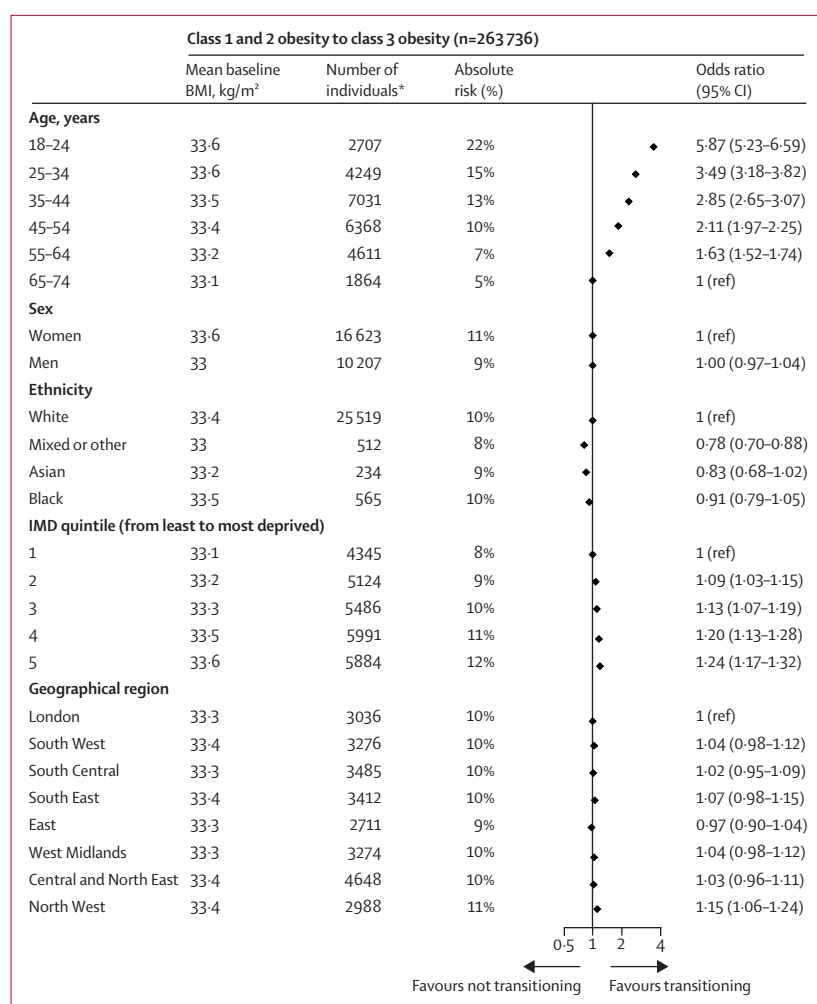 Class 1 and 2 obesity to class 3 obesity (n=263 736)
Mean baseline BMI, kg/m² Number of individuals* Absolute risk (%) Odds ratio (95% CI)
Age, years
18–24 33·6 2707 22% 5·87 (5·23–6·59)
25–34 33·6 4249 15% 3·49 (3·18–3·82)
35–44 33·5 7031 13% 2·85 (2·65–3·07)
45–54 33·4 6368 10% 2·11 (1·97–2·25)
55–64 33·2 4611 7% 1·63 (1·52–1·74)
65–74 33·1 1864 5% 1 (ref)
Sex
Women 33·6 16 623 11% 1 (ref)
Men 33 10 207 9% 1·00 (0·97–1·04)
Ethnicity
White 33·4 25 519 10% 1 (ref)
Mixed or other 33 512 8% 0·78 (0·70–0·88)
Asian 33·2 234 9% 0·83 (0·68–1·02)
Black 33·5 565 10% 0·91 (0·79–1·05)
IMD quintile (from least to most deprived)
1 33·1 4345 8% 1 (ref)
2 33·2 5124 9% 1·09 (1·03–1·15)
3 33·3 5486 10% 1·13 (1·07–1·19)
4 33·5 5991 11% 1·20 (1·13–1·28)
5 33·6 5884 12% 1·24 (1·17–1·32)
Geographical region
London 33·3 3036 10% 1 (ref)
South West 33·4 3276 10% 1·04 (0·98–1·12)
South Central 33·3 3485 10% 1·02 (0·95–1·09)
South East 33·4 3412 10% 1·07 (0·98–1·15)
East 33·3 2711 9% 0·97 (0·90–1·04)
West Midlands 33·3 3274 10% 1·04 (0·98–1·12)
Central and North East 33·4 4648 10% 1·03 (0·96–1·11)
North West 33·4 2988 11% 1·15 (1·06–1·24)
0·5 1 2 4
Favours not transitioning Favours transitioning